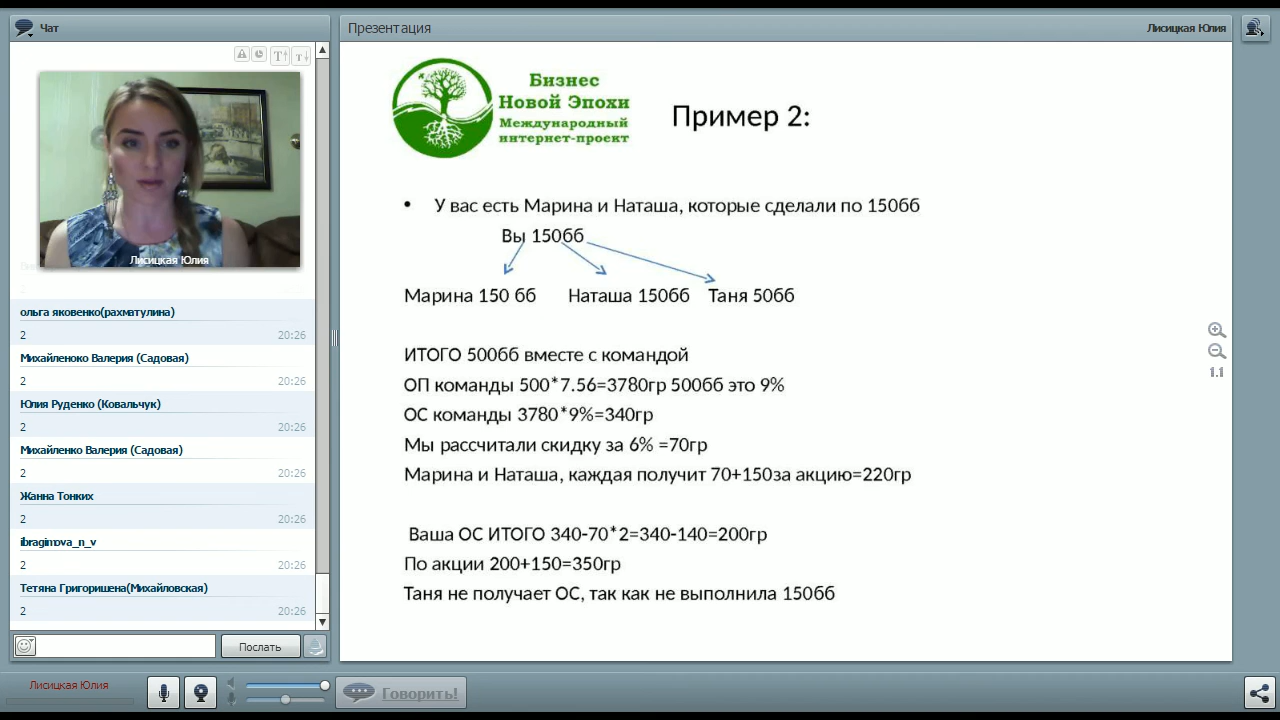 Чат
Презентация
Лисицкая Юлия
Лисицкая Юлия
ольга яковенко(рахматулина)
2 20:26
Михайленоко Валерия (Садовая)
2 20:26
Юлия Руденко (Ковальчук)
2 20:26
Михайленко Валерия (Садовая)
2 20:26
Жанна Тонких
2 20:26
ibragimova_n_v
2 20:26
Тетяна Григоришена(Михайловская)
2 20:26
Послать
Лисицкая Юлия
Говорить!
Бизнес
Новой Эпохи
Международный
интернет-проект
Пример 2:
• У вас есть Марина и Наташа, которые сделали по 150бб
Вы 150бб
Марина 150 бб Наташа 150бб Таня 50бб
ИТОГО 500бб вместе с командой
ОП команды 500*7.56=3780гр 500бб это 9%
ОС команды 3780*9%=340гр
Мы рассчитали скидку за 6% =70гр
Марина и Наташа, каждая получит 70+150за акцию=220гр
Ваша ОС ИТОГО 340-70*2=340-140=200гр
По акции 200+150=350гр
Таня не получает ОС, так как не выполнила 150бб
1.1